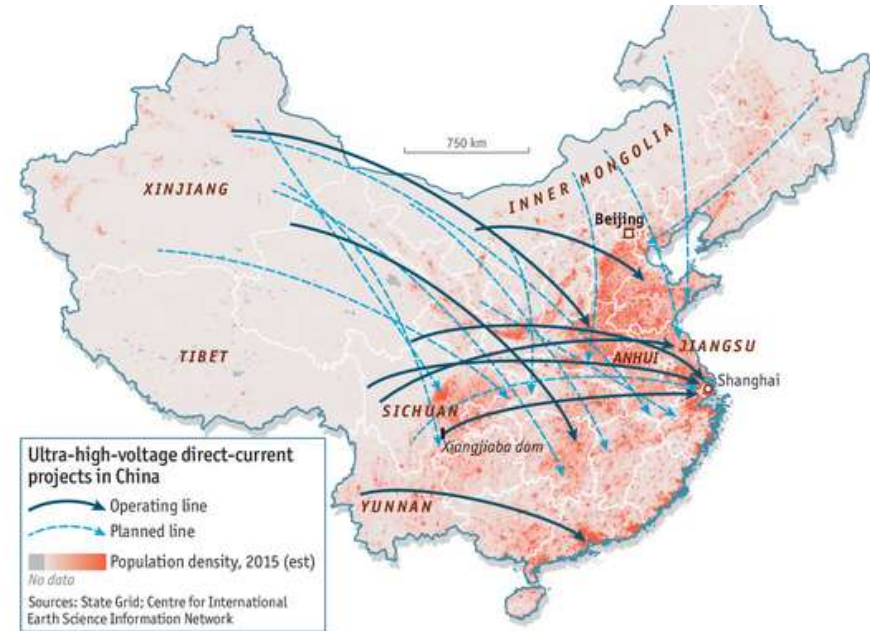 750 km
INNER MONGOLIA
XINJIANG
Beijing
TIBET
JIANGSU
ANHUI
Shanghai
SICHUAN
Xiangjiaba dam
YUNNAN
Ultra-high-voltage direct-current
projects in China
Operating line
Planned line
Population density, 2015 (est)
No data
Sources: State Grid; Centre for International
Earth Science Information Network